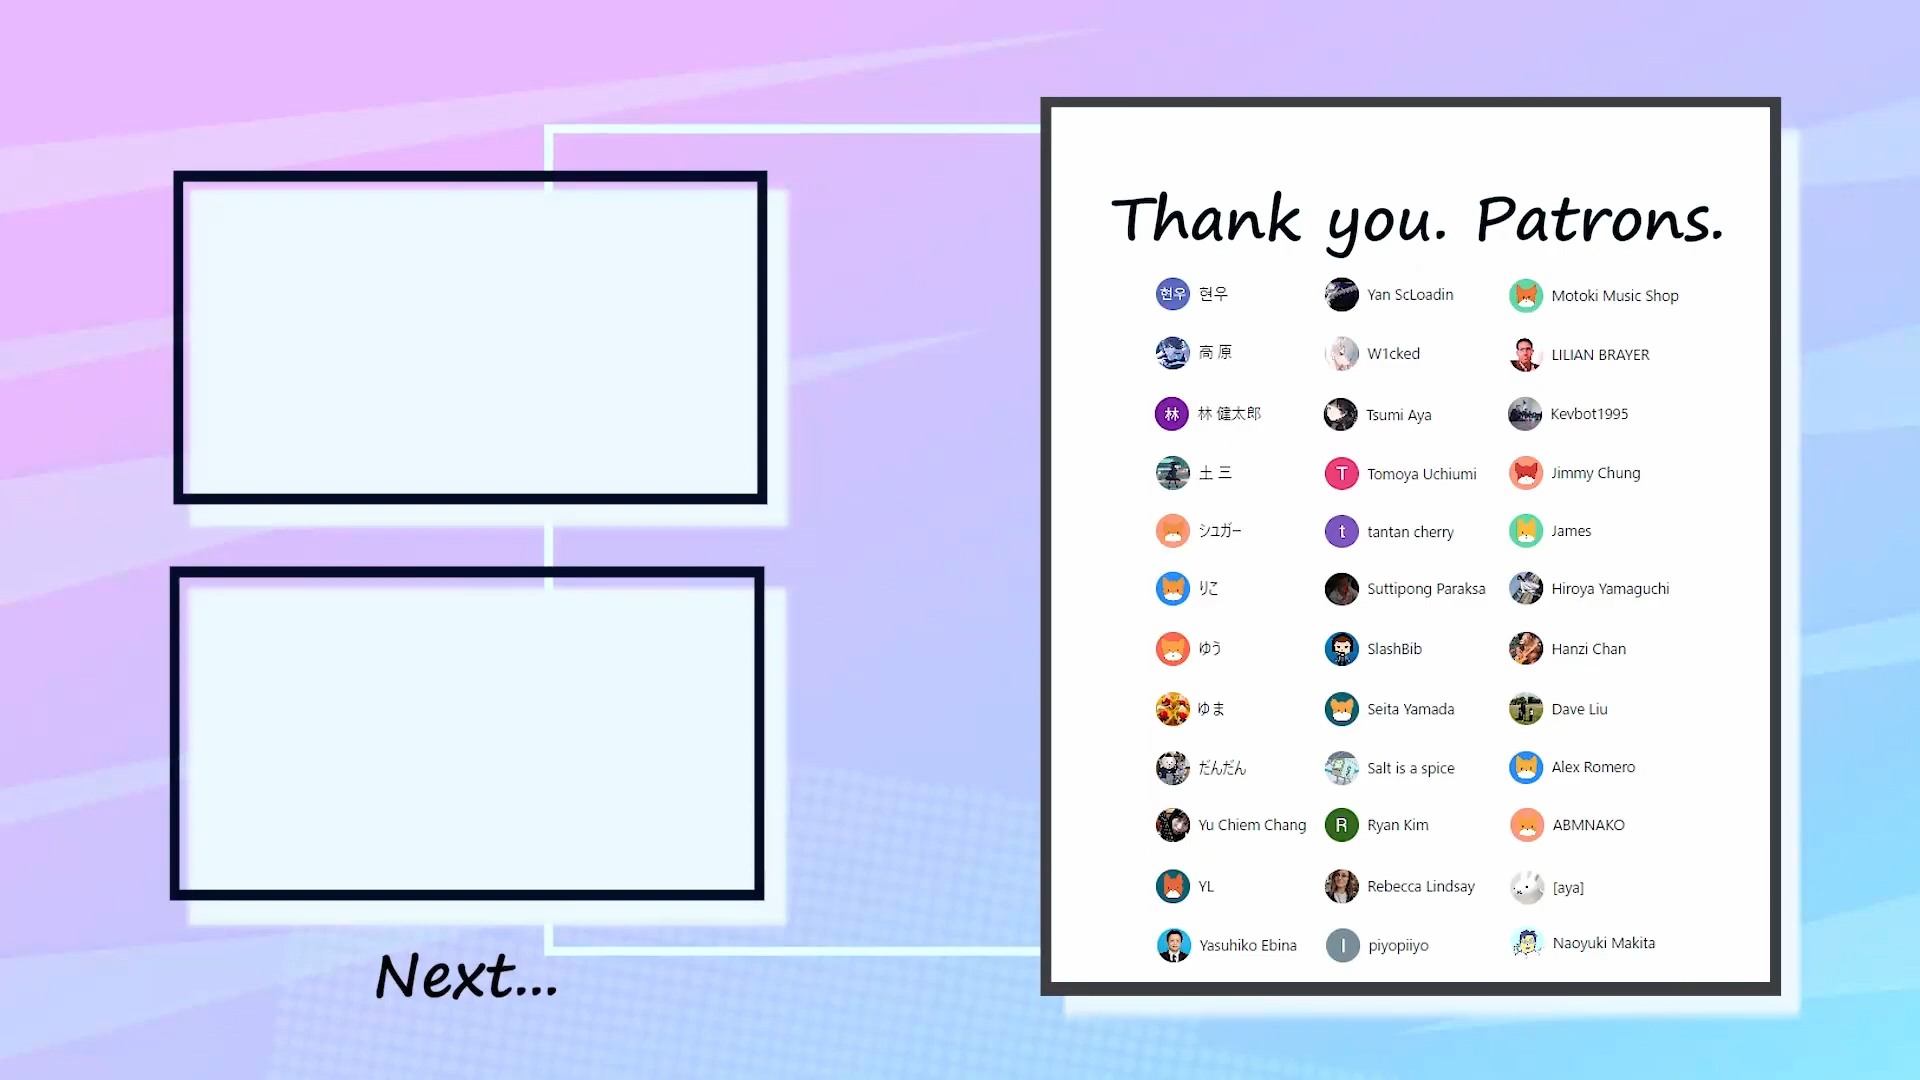 Thank you. Patrons.
현우 현우 Yan ScLoadin Motoki Music Shop
高 原 W1cked LILIAN BRAYER
林 林 健太郎 Tsumi Aya Kevbot1995
土 三 T Tomoya Uchiumi Jimmy Chung
シュガー t tantan cherry James
りこ Suttipong Paraksa Hiroya Yamaguchi
ゆう SlashBib Hanzi Chan
ゆま Seita Yamada Dave Liu
だんだん Salt is a spice Alex Romero
Yu Chiem Chang R Ryan Kim ABMNAKO
YL Rebecca Lindsay [aya]
Yasuhiko Ebina I piyopiiyo Naoyuki Makita
Next...